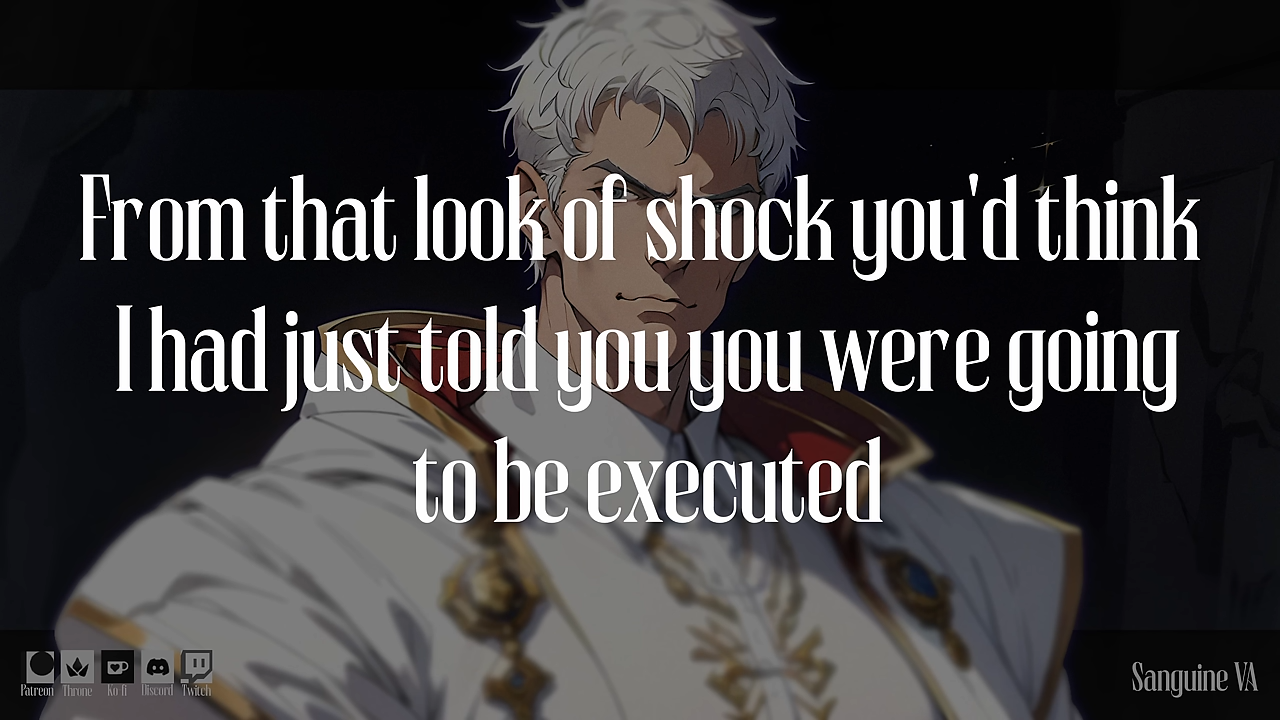 From that look of shock you'd think
I had just told you you were going
to be executed
Patreon Throne Ko fi Discord Twitch
Sanguine VA